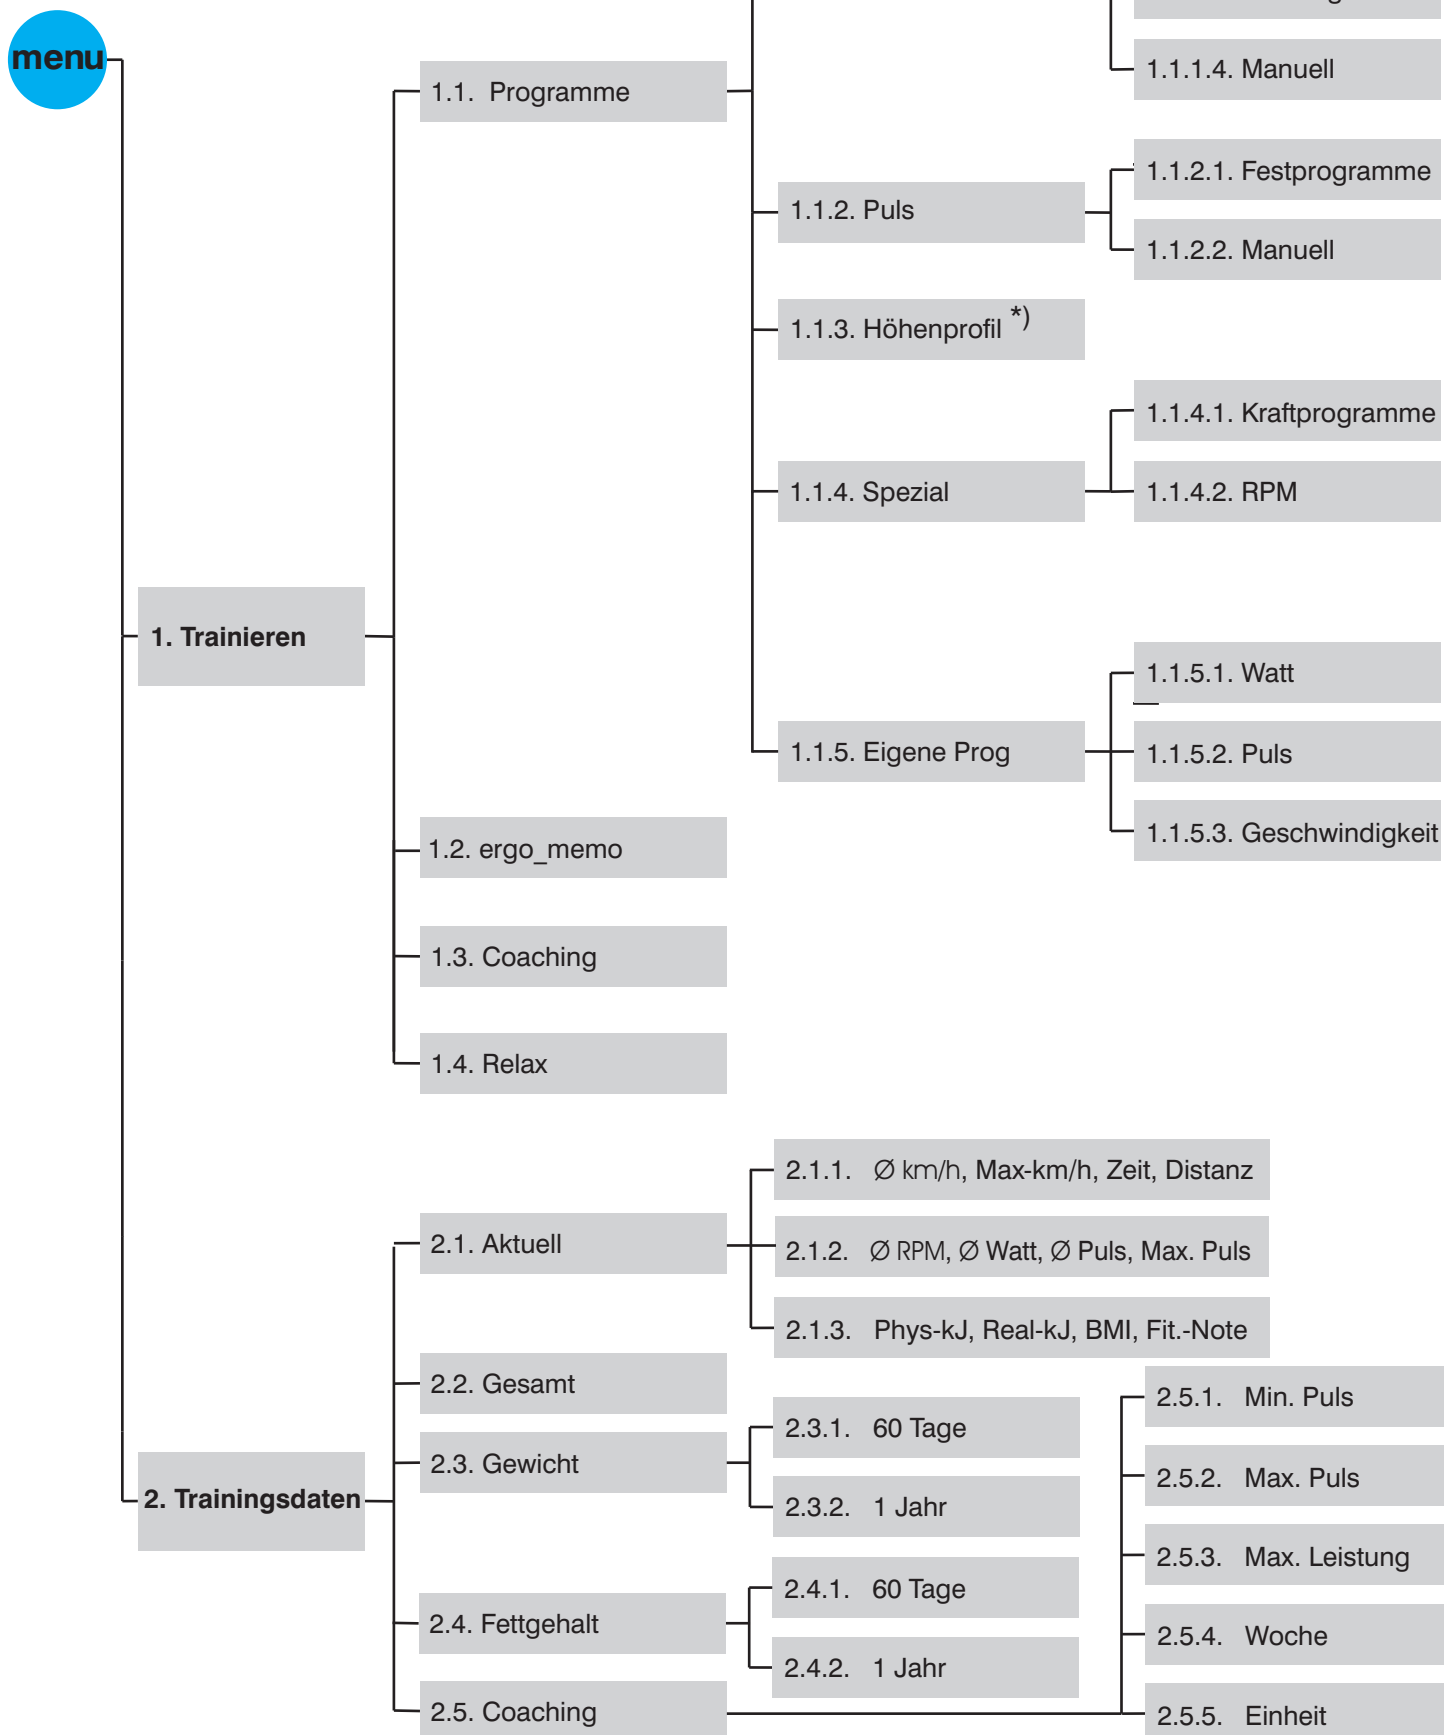 menu
1.1.1.4. Manuell
1.1. Programme
1.1.2.1. Festprogramme
1.1.2. Puls
1.1.2.2. Manuell
1.1.3. Höhenprofil *)
1.1.4.1. Kraftprogramme
1.1.4. Spezial
1.1.4.2. RPM
1. Trainieren
1.1.5.1. Watt
1.1.5. Eigene Prog
1.1.5.2. Puls
1.1.5.3. Geschwindigkeit
1.2. ergo_memo
1.3. Coaching
1.4. Relax
2.1.1. Ø km/h, Max-km/h, Zeit, Distanz
2.1. Aktuell
2.1.2. Ø RPM, Ø Watt, Ø Puls, Max. Puls
2.1.3. Phys-kJ, Real-kJ, BMI, Fit.-Note
2.2. Gesamt
2.5.1. Min. Puls
2.3.1. 60 Tage
2.3. Gewicht
2.5.2. Max. Puls
2. Trainingsdaten
2.3.2. 1 Jahr
2.5.3. Max. Leistung
2.4.1. 60 Tage
2.4. Fettgehalt
2.5.4. Woche
2.4.2. 1 Jahr
2.5. Coaching
2.5.5. Einheit